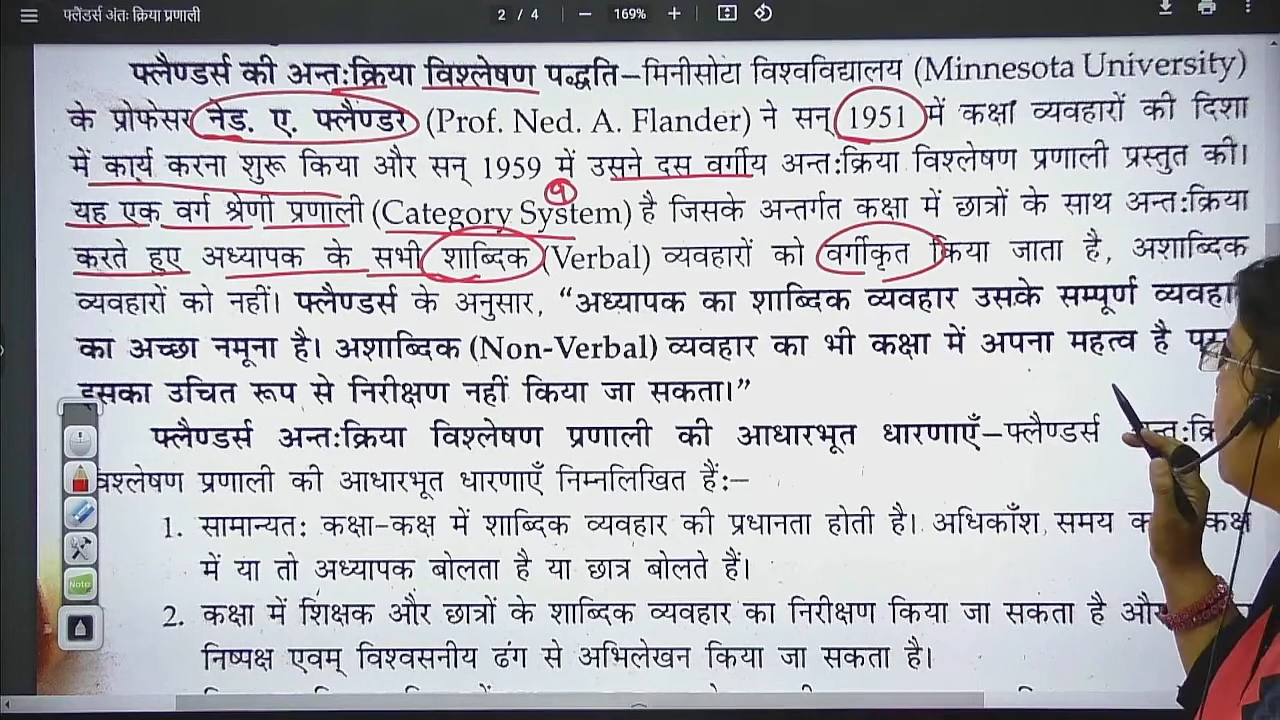 फ्लैंडर्स अंतः क्रिया प्रणाली
2 / 4
169%
फ्लैण्डर्स की अन्तःक्रिया विश्लेषण पद्धति–मिनीसोटा विश्वविद्यालय (Minnesota University)
के प्रोफेसर नेड. ए. फ्लैंण्डर (Prof. Ned. A. Flander) ने सन् 1951 में कक्षा व्यवहारों की दिशा
में कार्य करना शुरू किया और सन् 1959 में उसने दस वर्गीय अन्तःक्रिया विश्लेषण प्रणाली प्रस्तुत की।
यह एक वर्ग श्रेणी प्रणाली (Category System) है जिसके अन्तर्गत कक्षा में छात्रों के साथ अन्तःक्रिया
करते हुए अध्यापक के सभी शाब्दिक (Verbal) व्यवहारों को वर्गीकृत किया जाता है, अशाब्दिक
व्यवहारों को नहीं। फ्लैण्डर्स के अनुसार, “अध्यापक का शाब्दिक व्यवहार उसके सम्पूर्ण
का अच्छा नमूना है। अशाब्दिक (Non-Verbal) व्यवहार का भी कक्षा में अपना महत्व है
इसका उचित रूप से निरीक्षण नहीं किया जा सकता।”
फ्लैण्डर्स अन्तःक्रिया विश्लेषण प्रणाली की आधारभूत धारणाएँ–फ्लैण्डर्स
विश्लेषण प्रणाली की आधारभूत धारणाएँ निम्नलिखित हैं:–
1. सामान्यतः कक्षा-कक्ष में शाब्दिक व्यवहार की प्रधानता होती है। अधिकाँश समय कक्ष
में या तो अध्यापक बोलता है या छात्र बोलते हैं।
2. कक्षा में शिक्षक और छात्रों के शाब्दिक व्यवहार का निरीक्षण किया जा सकता है और
निष्पक्ष एवम् विश्वसनीय ढंग से अभिलेखन किया जा सकता है।
Note